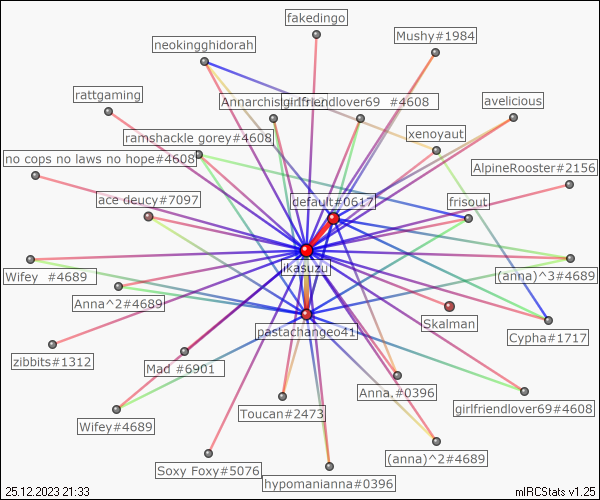 fakedingo
neokingghidorah
Mushy#1984
rattgaming
girlfriendlover69 #4608
avelicious
xenoyaut
ramshackle gorey#4608
no cops no laws no hope#4608
AlpineRooster#2156
ace deucy#7097
default#0617
frisout
ikasuzu
Wifey #4689
(anna)^3#4689
Anna^2#4689
Skalman
pastachangeo41
Cypha#1717
zibbits#1312
Mad #6901
Anna.#0396
girlfriendlover69#4608
Toucan#2473
Wifey#4689
(anna)^2#4689
Soxy Foxy#5076
hypomanianna#0396
25.12.2023 21:33
mIRCStats v1.25